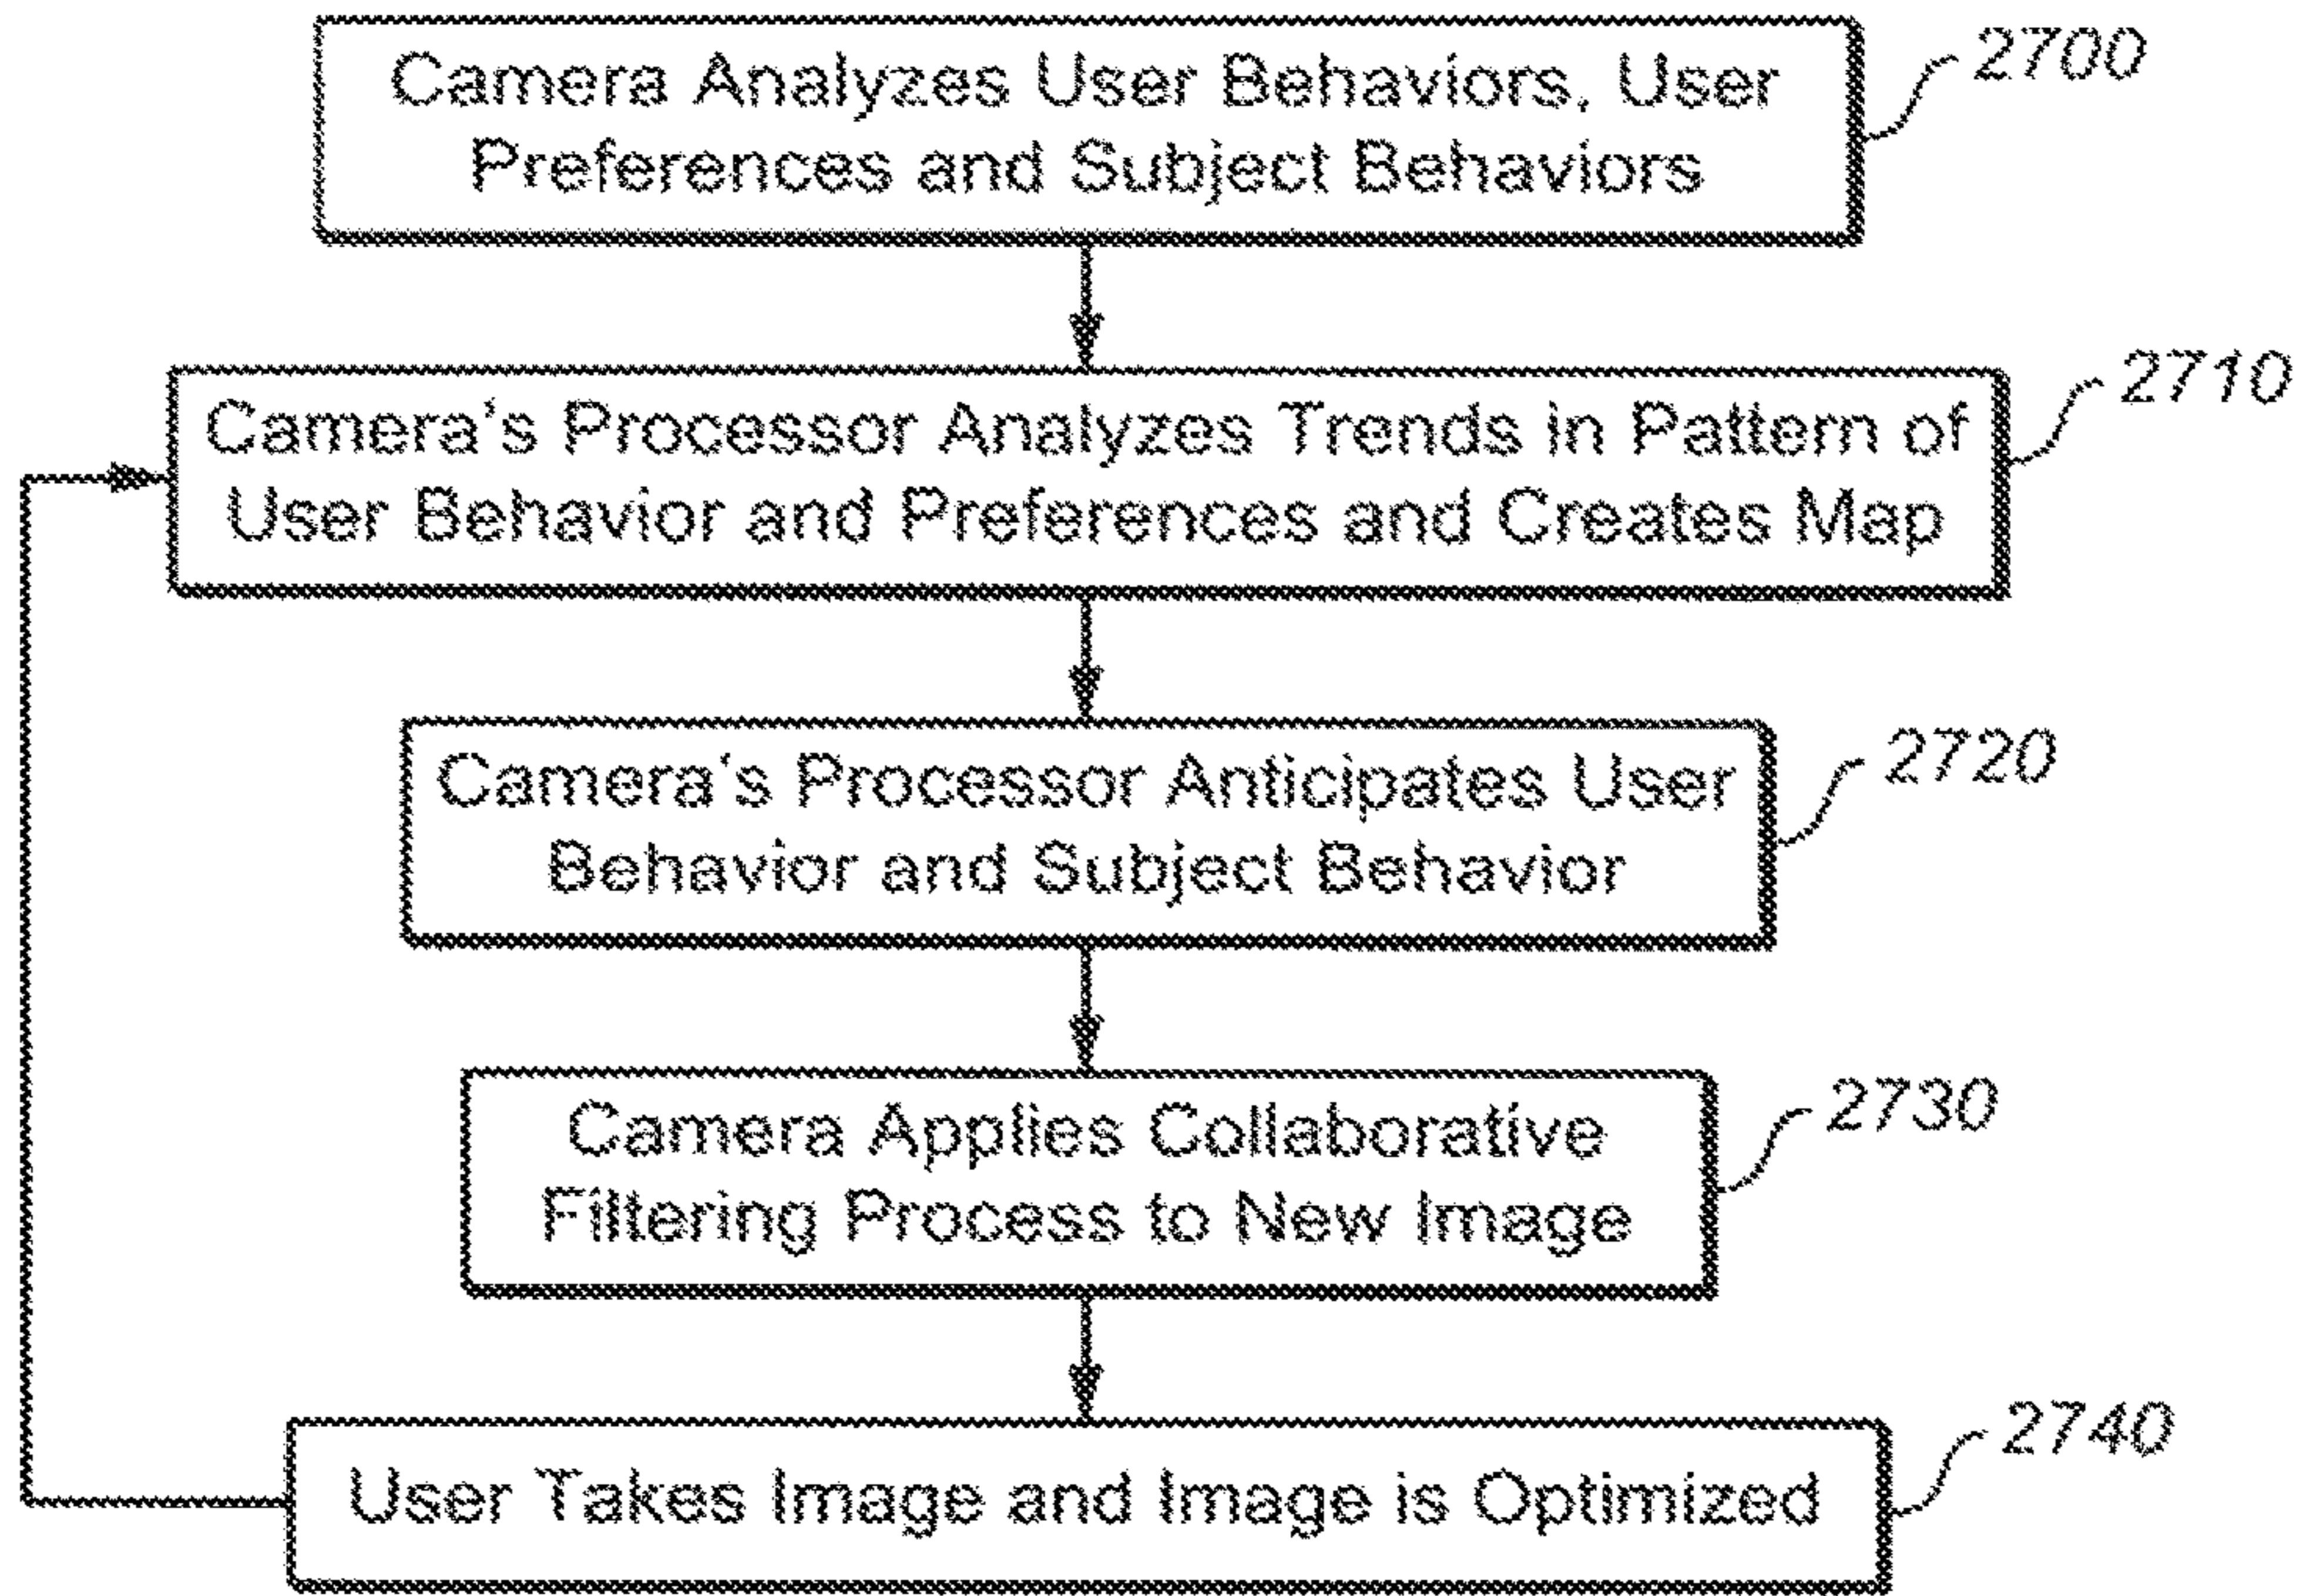 Camera Analyzes User Behaviors, User
Preferences and Subject Behaviors
2700
Camera's Processor Analyzes Trends in Pattern of
User Behavior and Preferences and Creates Map
2710
Camera's Processor Anticipates User
Behavior and Subject Behavior
2720
Camera Applies Collaborative
Filtering Process to New Image
2730
User Takes Image and Image is Optimized
2740